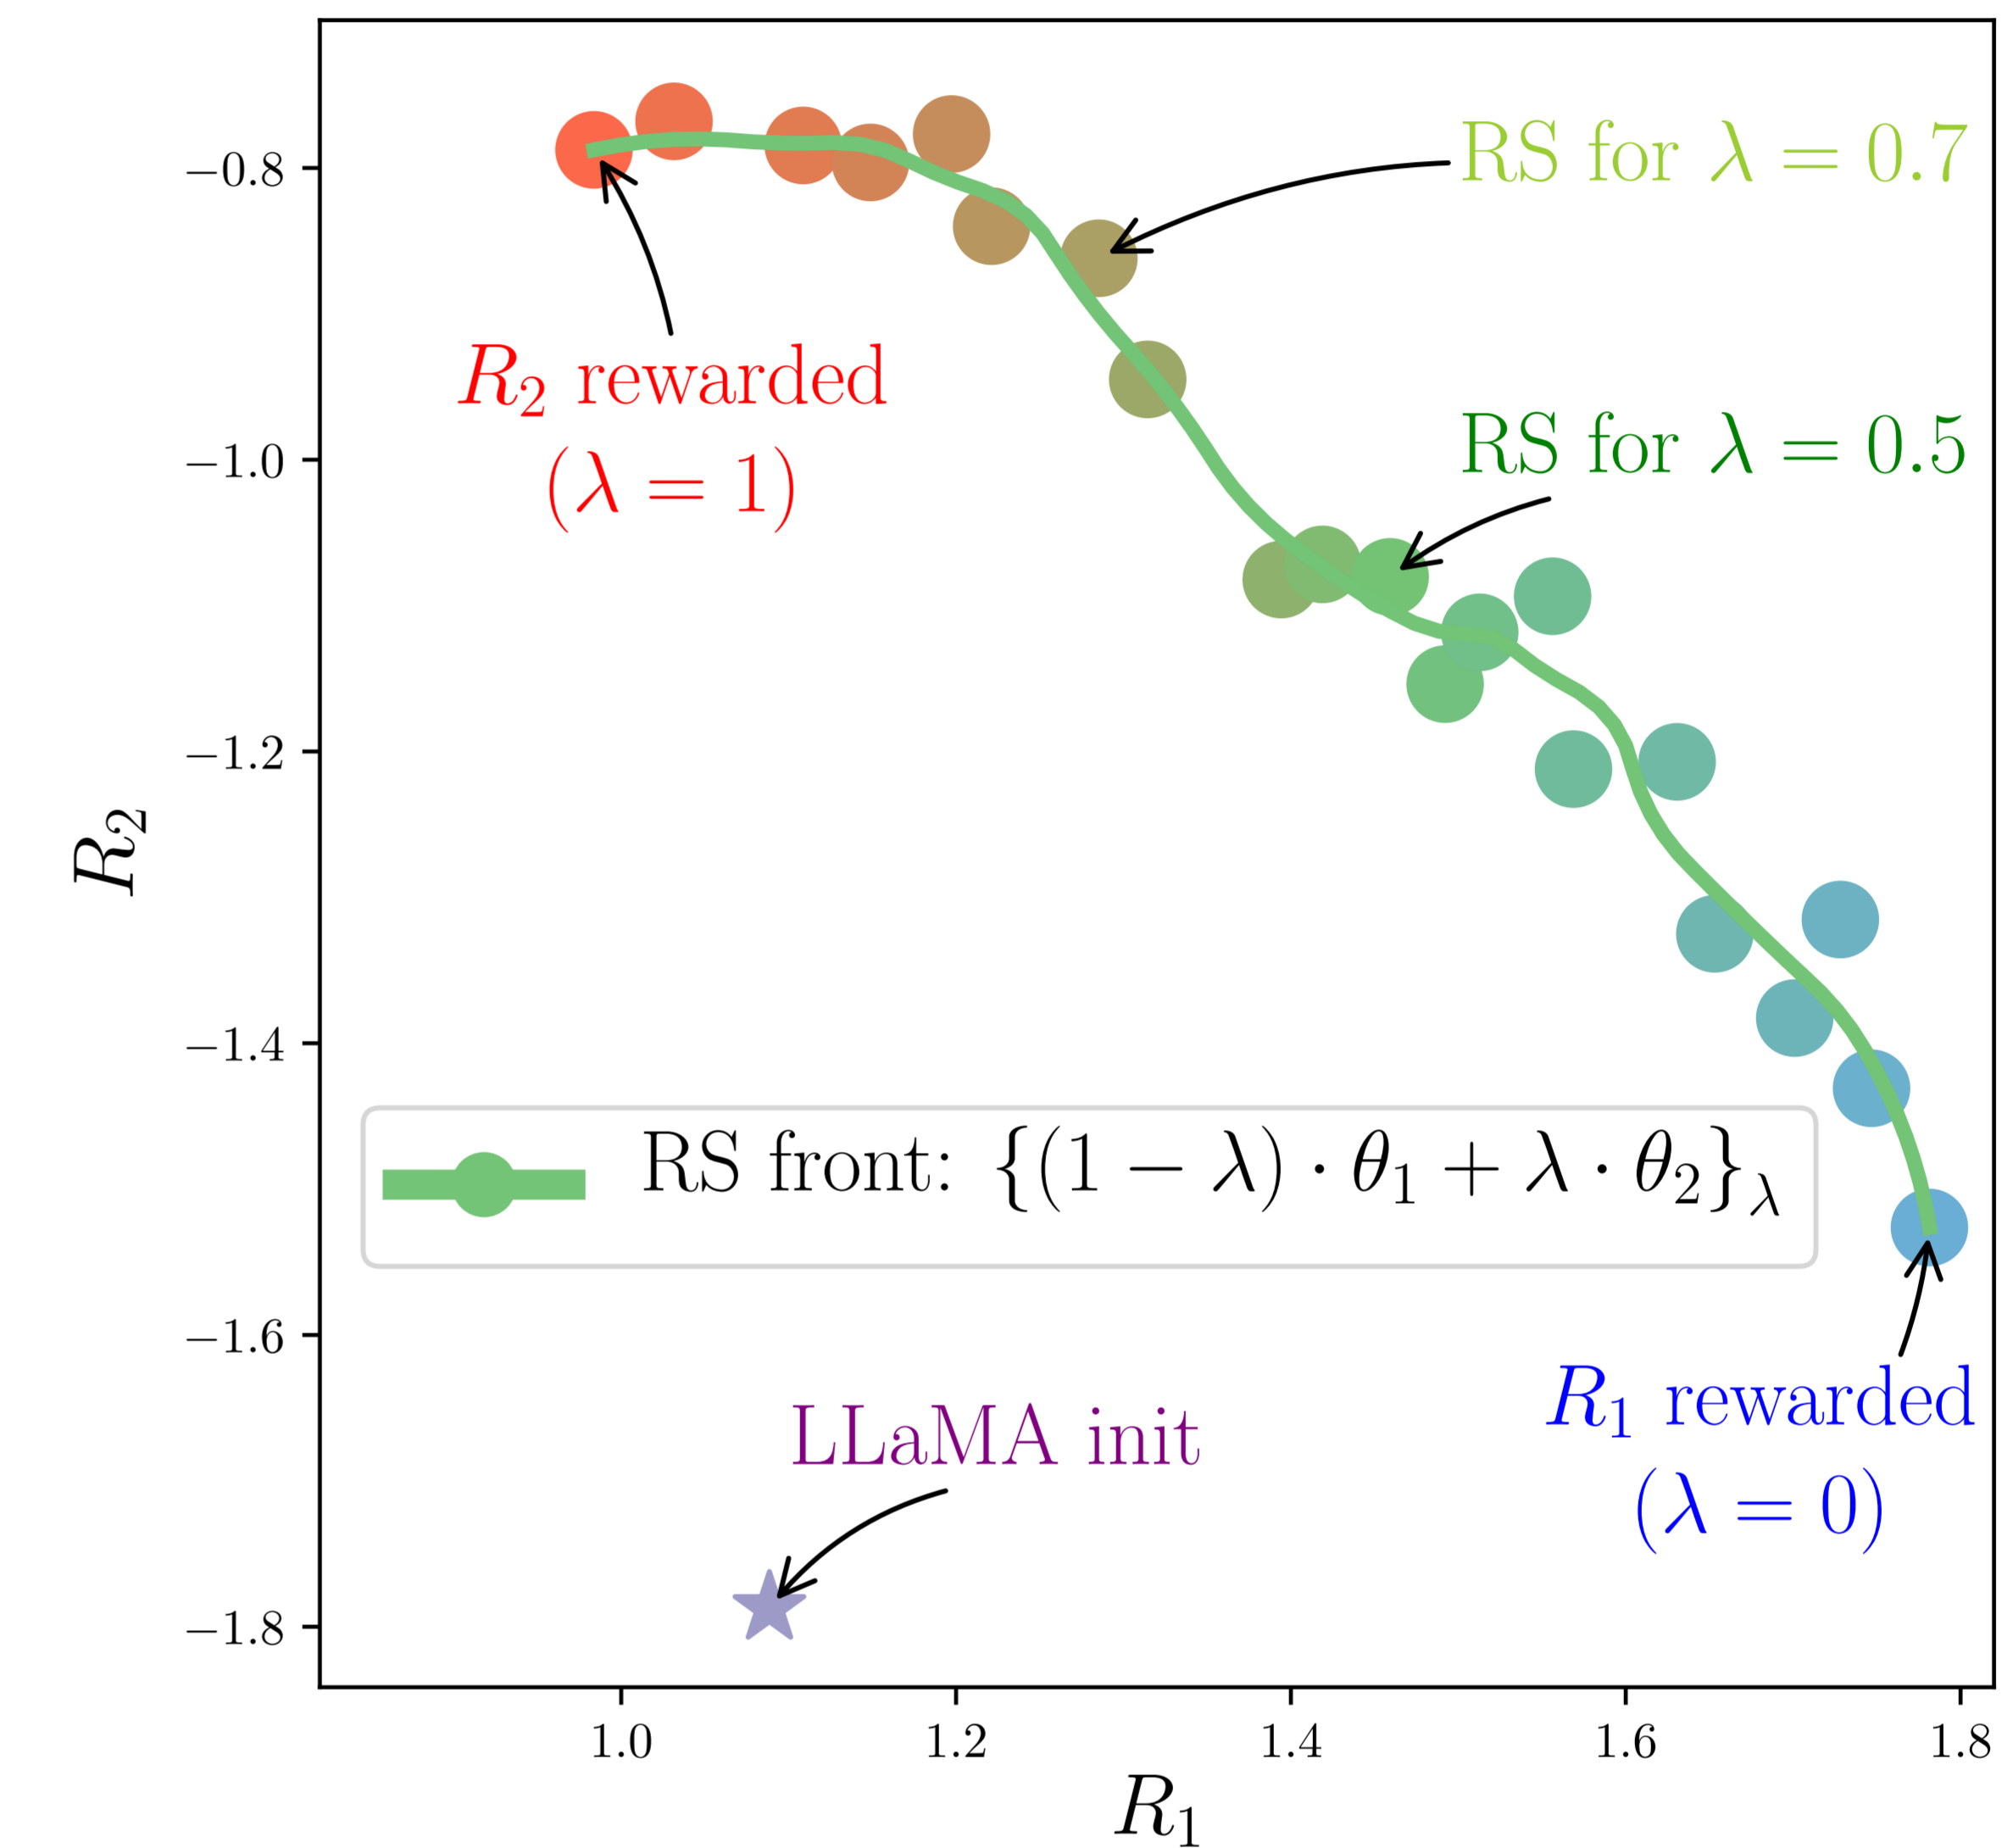 RS for λ = 0.7
−0.8
R₂ rewarded
(λ = 1)
RS for λ = 0.5
−1.0
−1.2
R₂
−1.4
RS front: {(1 − λ) · θ₁ + λ · θ₂}λ
−1.6
R₁ rewarded
(λ = 0)
LLaMA init
−1.8
1.0 1.2 1.4 1.6 1.8
R₁